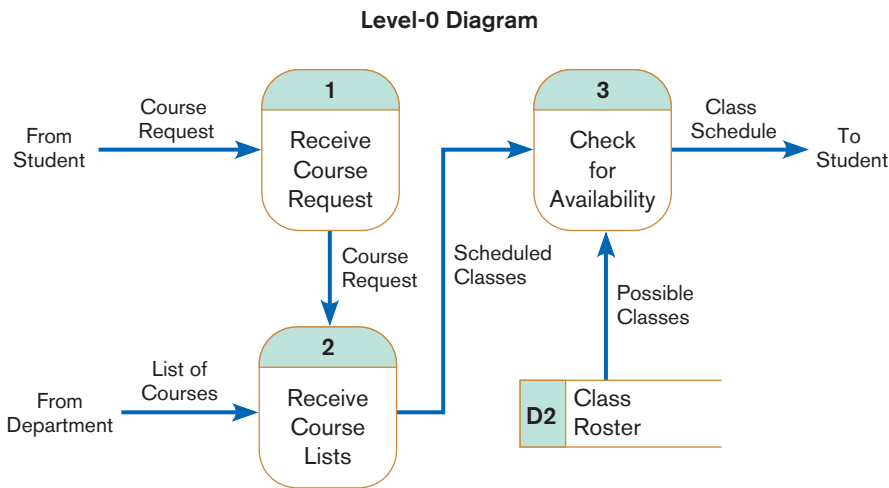 Level-0 Diagram
From
Student
Course
Request
1
Receive
Course
Request
3
Check
for
Availability
Class
Schedule
To
Student
Course
Request
Scheduled
Classes
Possible
Classes
From
Department
List of
Courses
2
Receive
Course
Lists
D2
Class
Roster